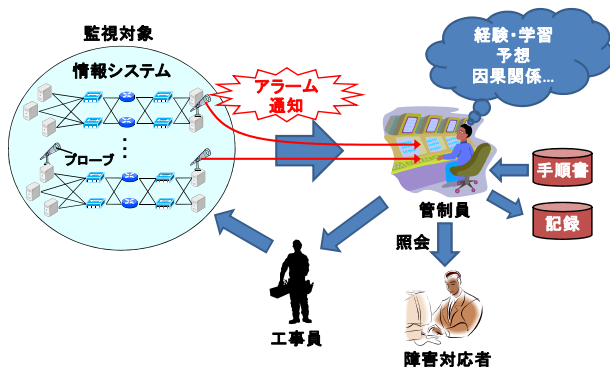 監視対象
情報システム
プローブ
アラーム
通知
経験・学習
予想
因果関係…
管制員
手順書
記録
照会
工事員
障害対応者